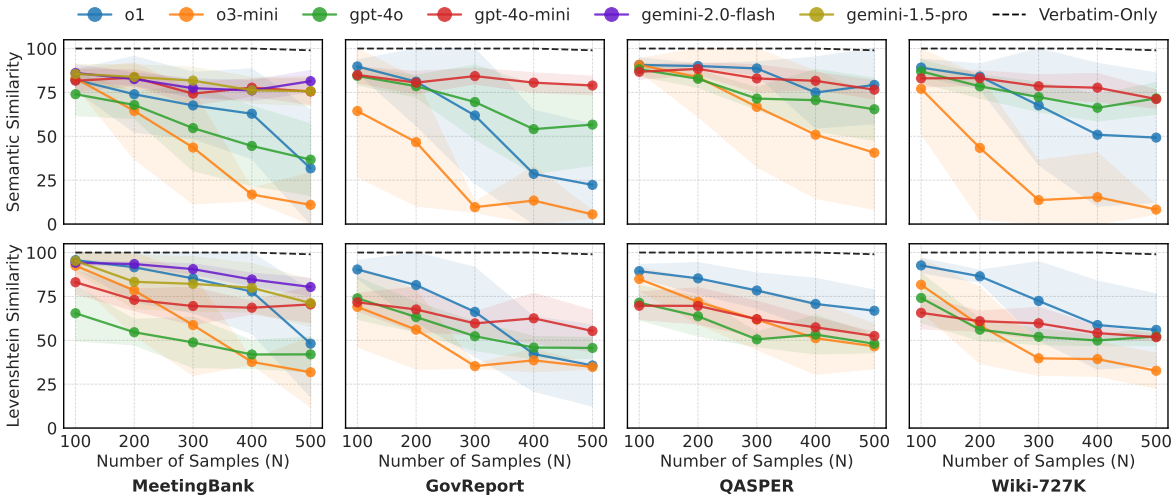 o1 o3-mini gpt-4o gpt-4o-mini gemini-2.0-flash gemini-1.5-pro Verbatim-Only
Semantic Similarity
100
75
50
25
0
Levenshtein Similarity
100
75
50
25
0
100 200 300 400 500 100 200 300 400 500 100 200 300 400 500 100 200 300 400 500
Number of Samples (N) Number of Samples (N) Number of Samples (N) Number of Samples (N)
MeetingBank GovReport QASPER Wiki-727K